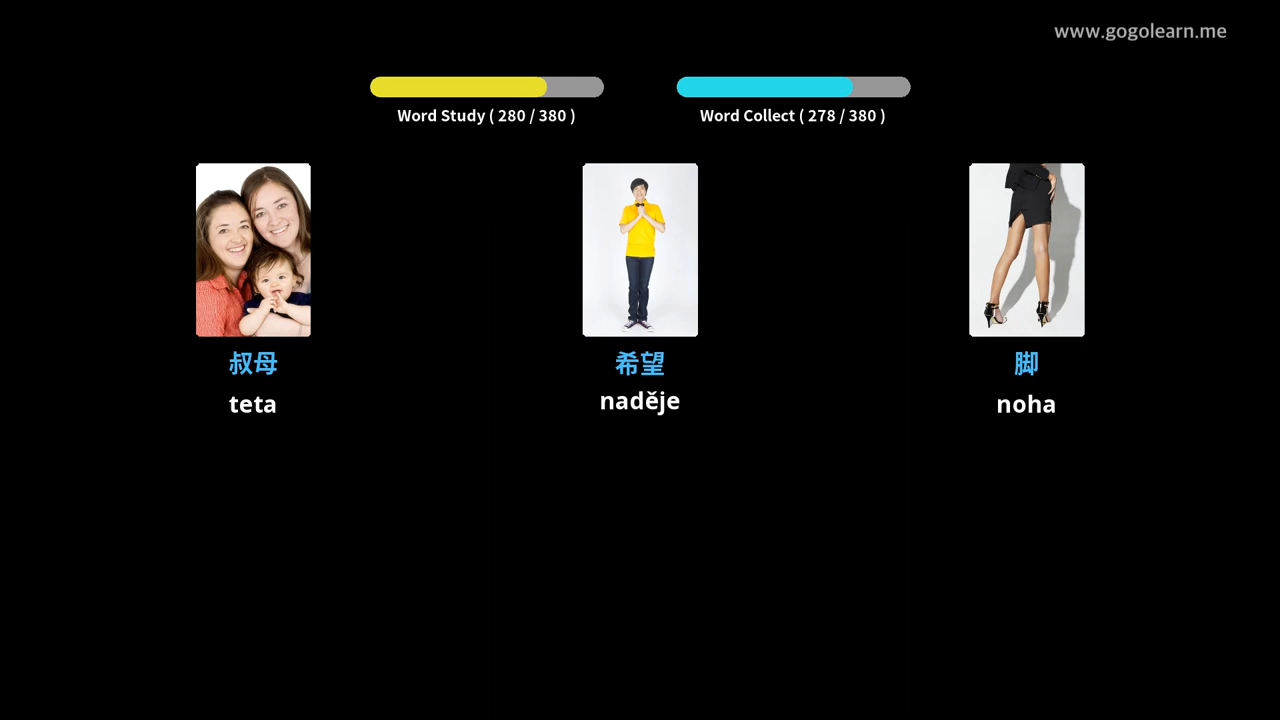 www.gogolearn.me
Word Study ( 280 / 380 )
Word Collect ( 278 / 380 )
叔母
希望
脚
teta
naděje
noha